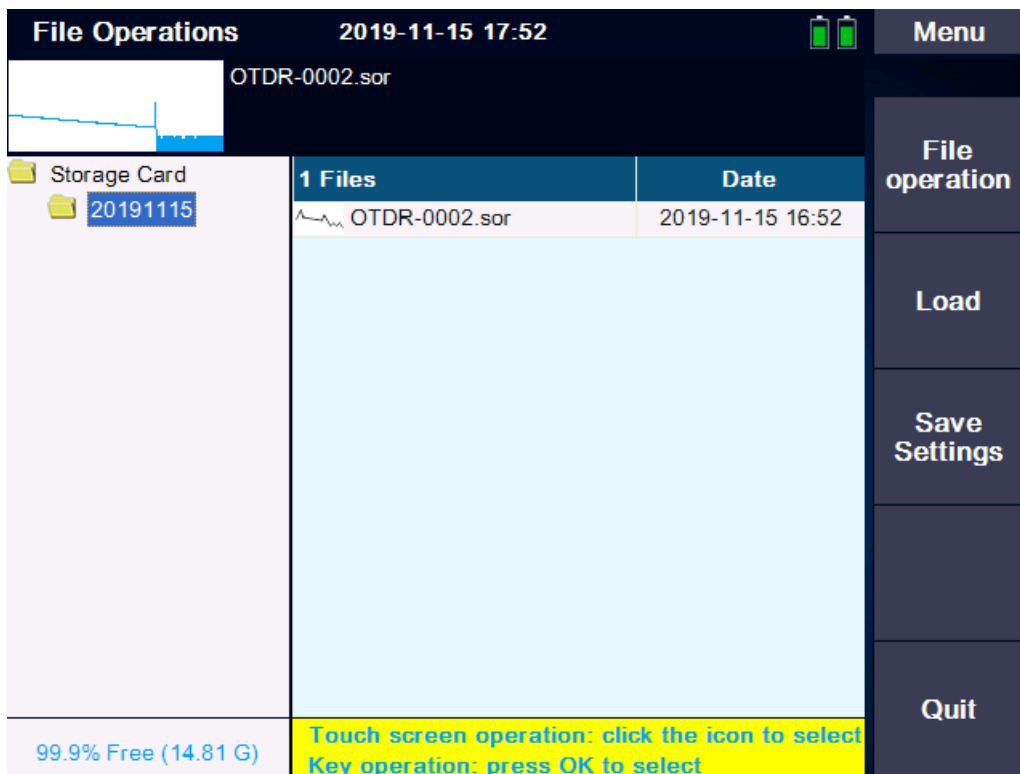 File Operations
2019-11-15 17:52
Menu
OTDR-0002.sor
File
operation
Storage Card
20191115
1 Files
Date
OTDR-0002.sor
2019-11-15 16:52
Load
Save
Settings
Quit
99.9% Free (14.81 G)
Touch screen operation: click the icon to select
Key operation: press OK to select